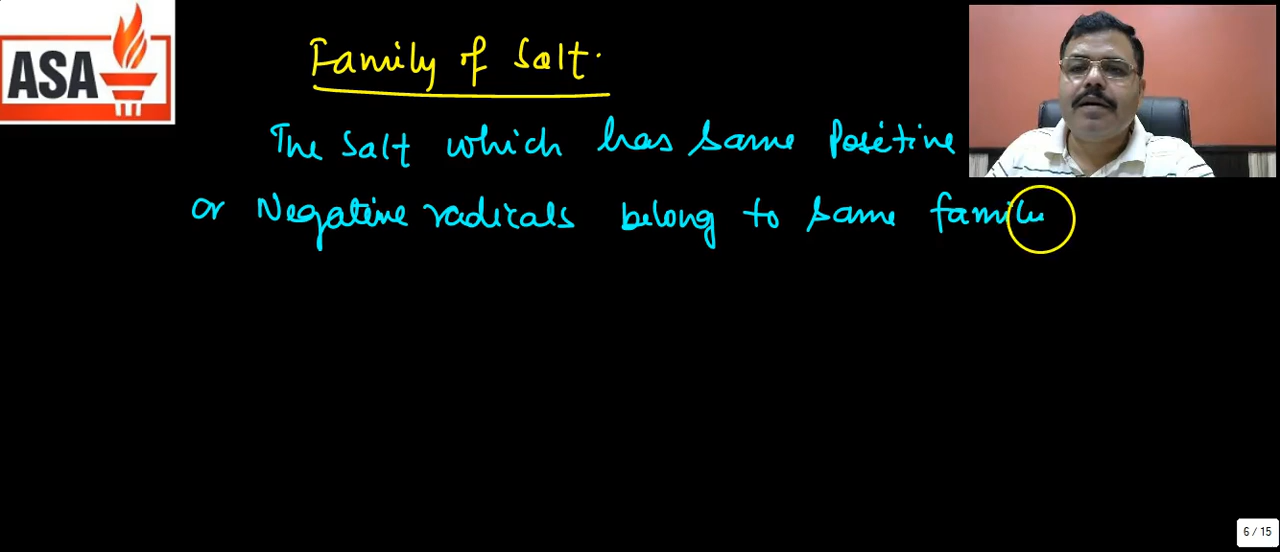 ASA
Family of Salt.
The Salt which has same Positive
or Negative radicals belong to same family
6 / 15